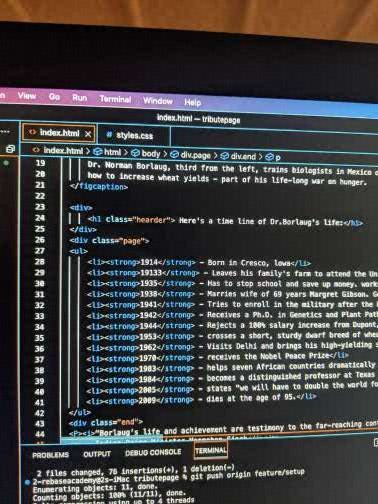 n View Go Run Terminal Window Help
index.html — tributepage
index.html × # styles.css
index.html > html > body > div.page > div.end > p
19 Dr. Norman Borlaug, third from the left, trains biologists in Mexico o
20 how to increase wheat yields - part of his life-long war on hunger.
21 </figcaption>
22
23 <div>
24 <h1 class="hearder"> Here's a time line of Dr.Borlaug's life:</h1>
25 </div>
26 <div class="page">
27 <ul>
28 <li><strong>1914</strong> - Born in Cresco, Iowa</li>
29 <li><strong>19133</strong> - Leaves his family's farm to attend the Un
30 <li><strong>1935</strong> - Has to stop school and save up money. works
31 <li><strong>1938</strong> - Marries wife of 69 years Margret Gibson. G
32 <li><strong>1941</strong> - Tries to enroll in the military after the
33 <li><strong>1942</strong> - Receives a Ph.D. in Genetics and Plant Path
34 <li><strong>1944</strong> - Rejects a 100% salary increase from Dupont,
35 <li><strong>1953</strong> - crosses a short, sturdy dwarf breed of whea
36 <li><strong>1962</strong> - Visits Delhi and brings his high-yielding s
37 <li><strong>1970</strong> - receives the Nobel Peace Prize</li>
38 <li><strong>1983</strong> - helps seven African countries dramatically
39 <li><strong>1984</strong> - becomes a distinguished professor at Texas
40 <li><strong>2005</strong> - states "we will have to double the world fo
41 <li><strong>2009</strong> - dies at the age of 95.</li>
42 </ul>
43 <div class="end">
44 <P><i>"Borlaug's life and achievement are testimony to the far-reaching con
PROBLEMS OUTPUT DEBUG CONSOLE TERMINAL
2 files changed, 76 insertions(+), 1 deletion(-)
2-rebaseacademy@2s-iMac tributepage % git push origin feature/setup
Enumerating objects: 11, done.
Counting objects: 100% (11/11), done.
using up to 4 threads